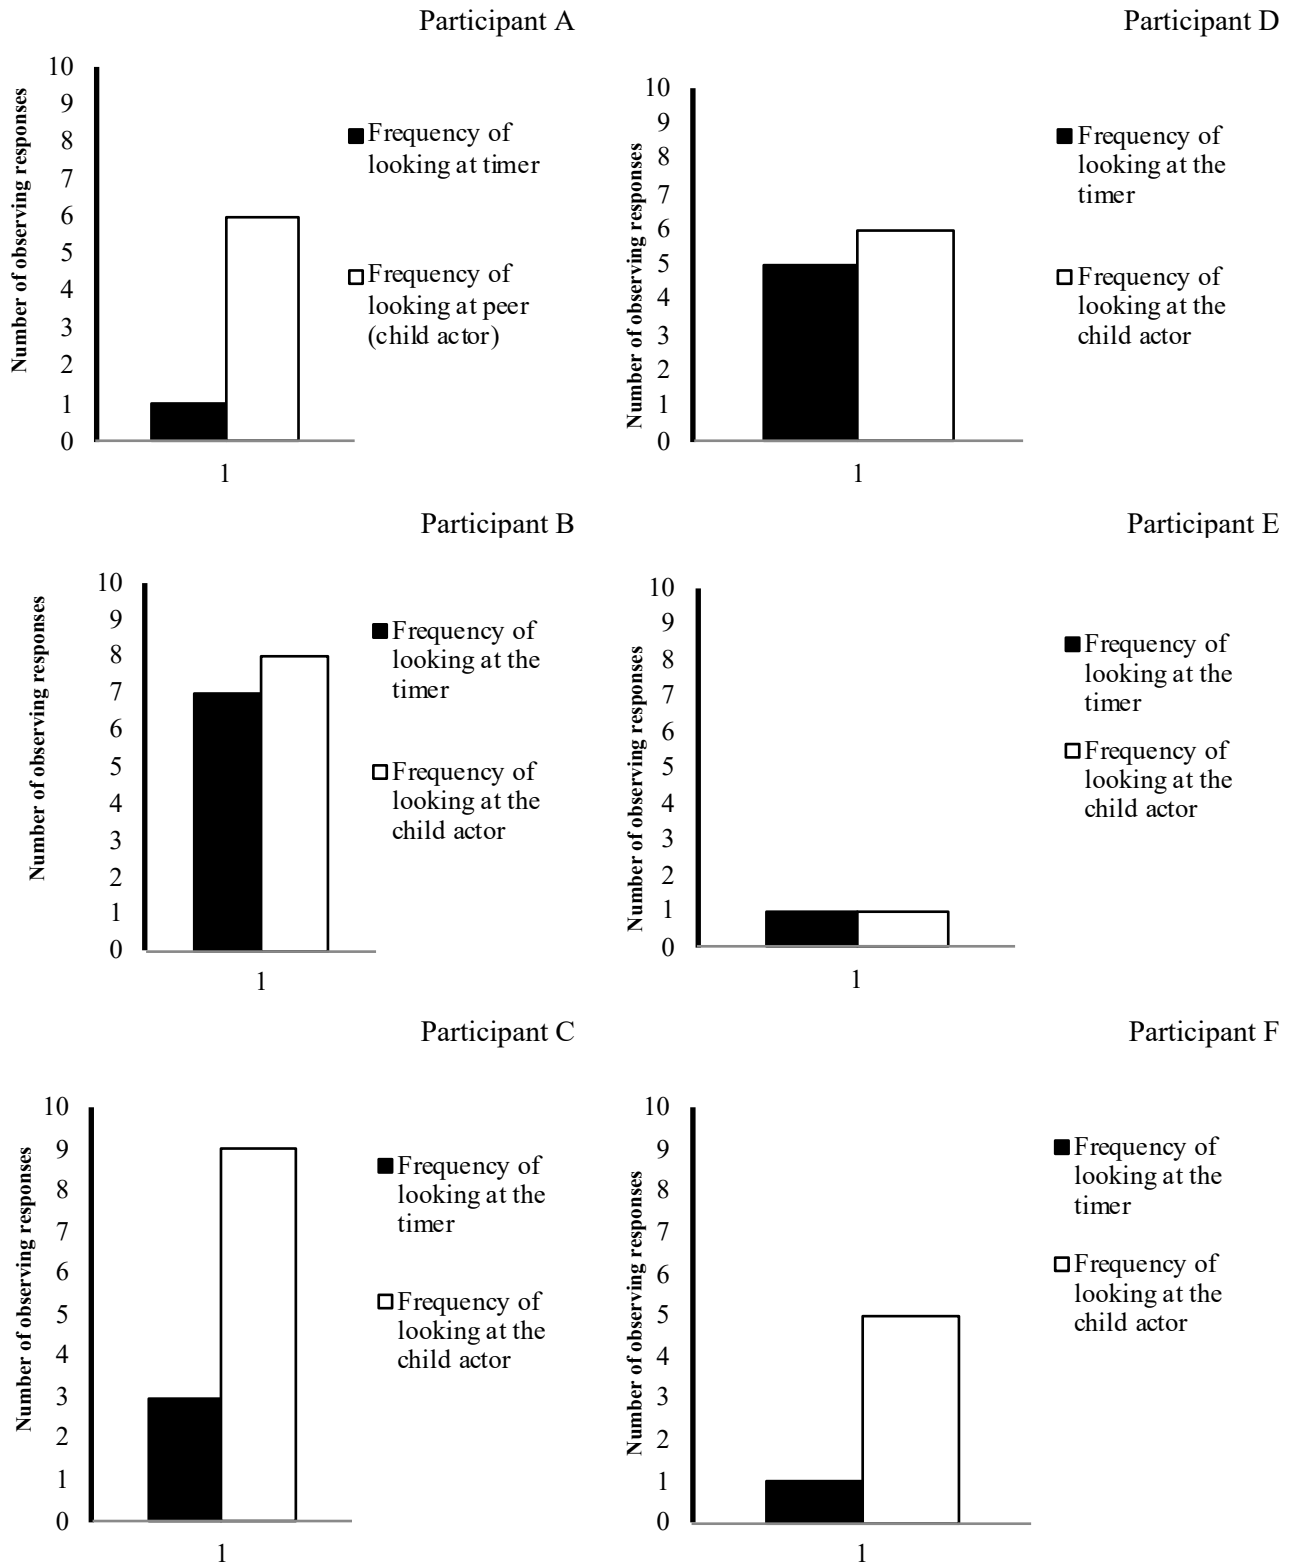 Participant A
Number of observing responses
10
9
8
7
6
5
4
3
2
1
0
1
Frequency of
looking at timer
Frequency of
looking at peer
(child actor)
Participant D
Number of observing responses
10
9
8
7
6
5
4
3
2
1
0
1
Frequency of
looking at the
timer
Frequency of
looking at the
child actor
Participant B
Number of observing responses
10
9
8
7
6
5
4
3
2
1
0
1
Frequency of
looking at the
timer
Frequency of
looking at the
child actor
Participant E
Number of observing responses
10
9
8
7
6
5
4
3
2
1
0
1
Frequency of
looking at the
timer
Frequency of
looking at the
child actor
Participant C
Number of observing responses
10
9
8
7
6
5
4
3
2
1
0
1
Frequency of
looking at the
timer
Frequency of
looking at the
child actor
Participant F
Number of observing responses
10
9
8
7
6
5
4
3
2
1
0
1
Frequency of
looking at the
timer
Frequency of
looking at the
child actor